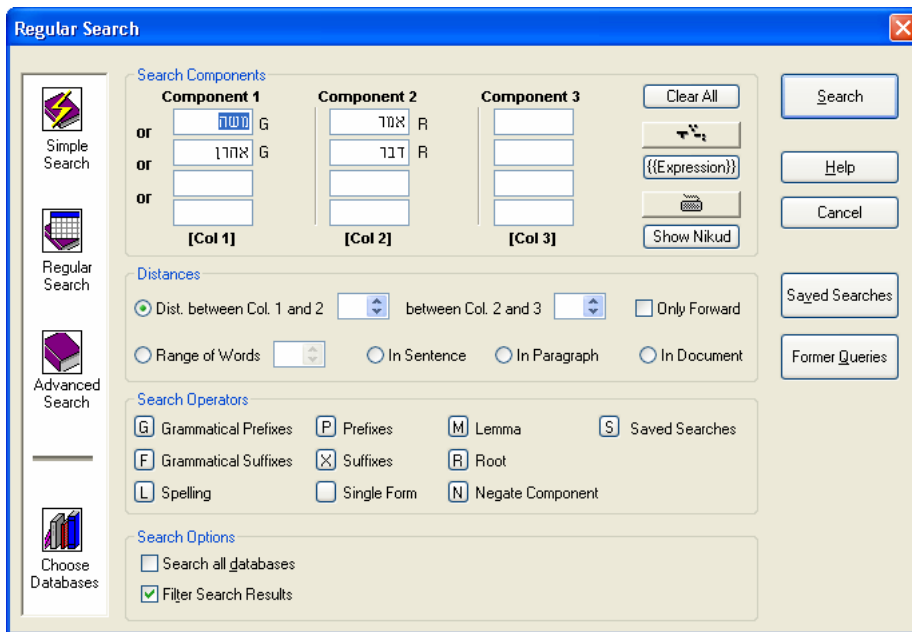 Regular Search
Simple Search
Regular Search
Advanced Search
Choose Databases
Search Components
Component 1 Component 2 Component 3
or משה G אמר R
or אהרן G דבר R
or
[Col 1] [Col 2] [Col 3]
Clear All
{{Expression}}
Show Nikud
Distances
Dist. between Col. 1 and 2 between Col. 2 and 3 Only Forward
Range of Words In Sentence In Paragraph In Document
Search Operators
G Grammatical Prefixes P Prefixes M Lemma S Saved Searches
F Grammatical Suffixes X Suffixes R Root
L Spelling Single Form N Negate Component
Search Options
Search all databases
Filter Search Results
Search
Help
Cancel
Saved Searches
Former Queries